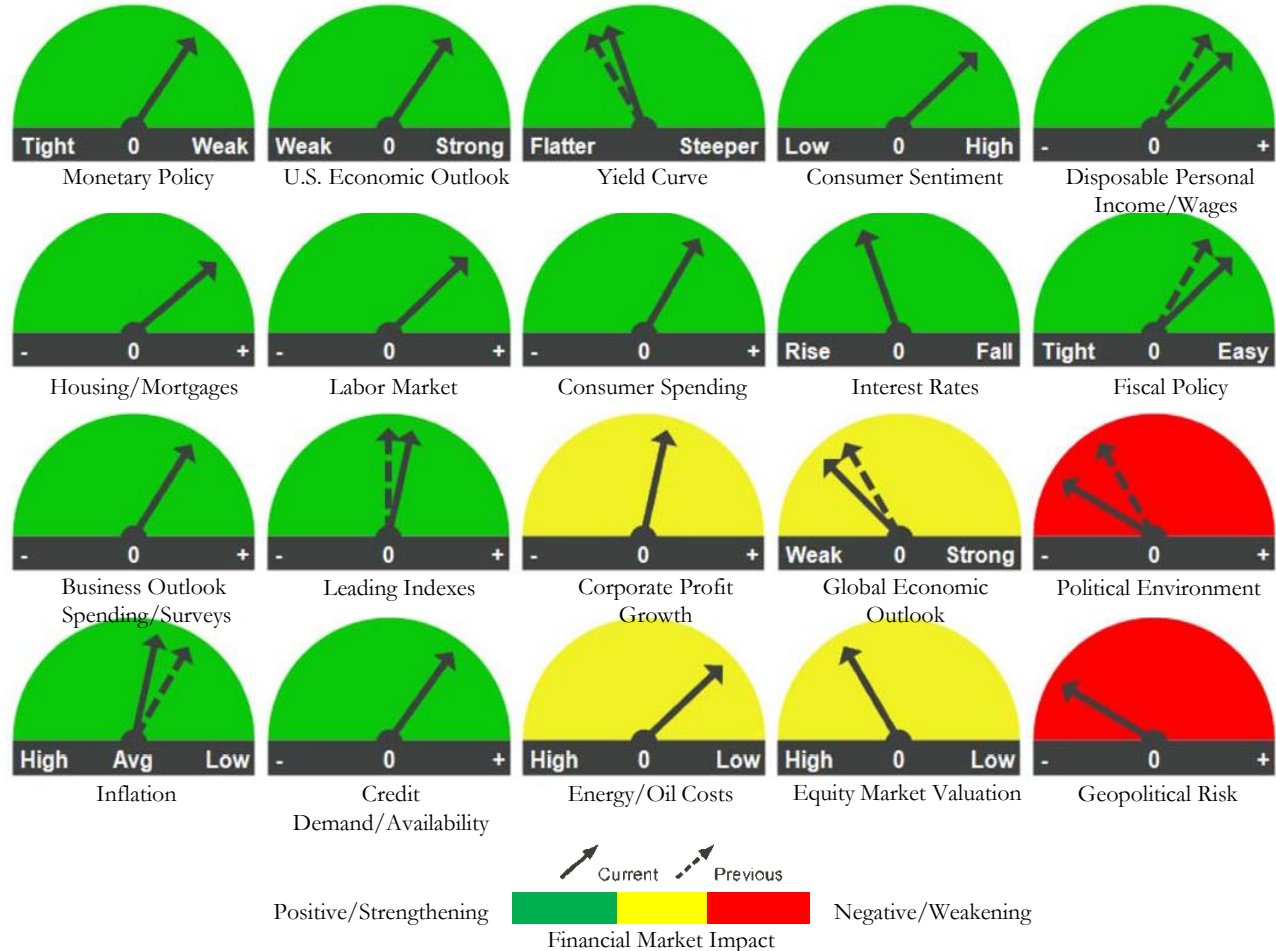 Tight 0 Weak
Monetary Policy
Weak 0 Strong
U.S. Economic Outlook
Flatter Steeper
Yield Curve
Low 0 High
Consumer Sentiment
- 0 +
Disposable Personal
Income/Wages
- 0 +
Housing/Mortgages
- 0 +
Labor Market
- 0 +
Consumer Spending
Rise 0 Fall
Interest Rates
Tight 0 Easy
Fiscal Policy
- 0 +
Business Outlook
Spending/Surveys
- 0 +
Leading Indexes
- 0 +
Corporate Profit
Growth
Weak 0 Strong
Global Economic
Outlook
- 0 +
Political Environment
High Avg Low
Inflation
- 0 +
Credit
Demand/Availability
High 0 Low
Energy/Oil Costs
High 0 Low
Equity Market Valuation
- 0 +
Geopolitical Risk
Current Previous
Positive/Strengthening Negative/Weakening
Financial Market Impact